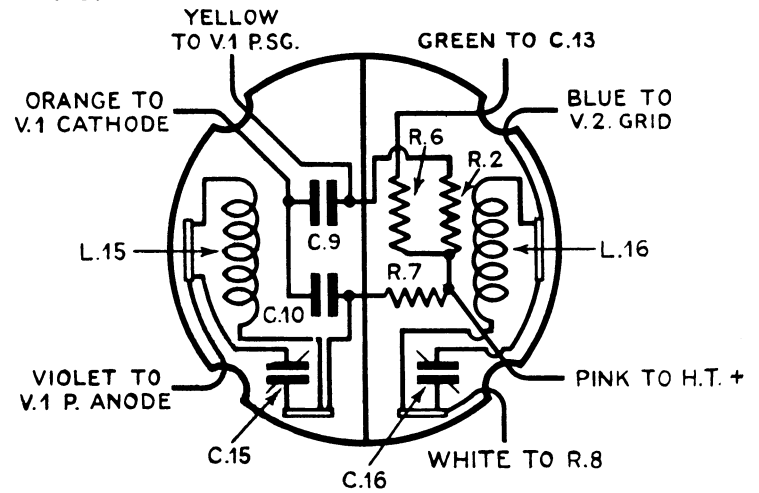 YELLOW
TO V.1 P.SG.
GREEN TO C.13
ORANGE TO
V.1 CATHODE
BLUE TO
V.2. GRID
R.6
R.2
C.9
L.15
L.16
R.7
C.10
VIOLET TO
V.1 P. ANODE
PINK TO H.T. +
C.15
C.16
WHITE TO R.8